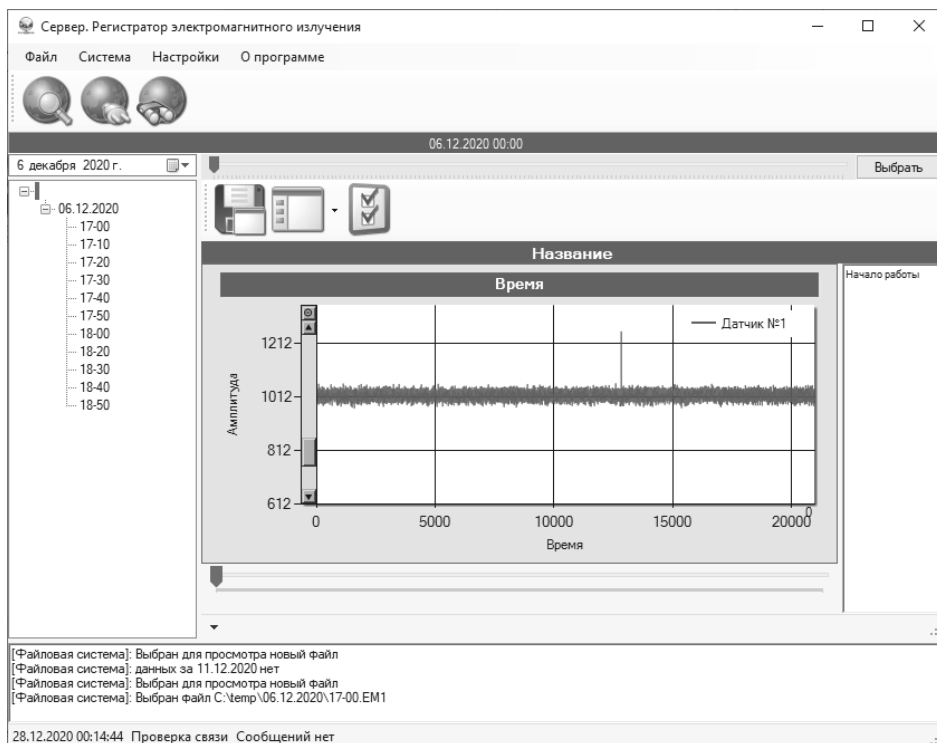 Сервер. Регистратор электромагнитного излучения
Файл Система Настройки О программе
06.12.2020 00:00
6 декабря 2020 г.
Выбрать
06.12.2020
17-00
17-10
17-20
17-30
17-40
17-50
18-00
18-20
18-30
18-40
18-50
Название
Время
Начало работы
Датчик №1
Амплитуда
1212
1012
812
612
0 5000 10000 15000 20000 0
Время
[Файловая система]: Выбран для просмотра новый файл
[Файловая система]: данных за 11.12.2020 нет
[Файловая система]: Выбран для просмотра новый файл
[Файловая система]: Выбран файл C:\temp\06.12.2020\17-00.EM1
28.12.2020 00:14:44 Проверка связи Сообщений нет